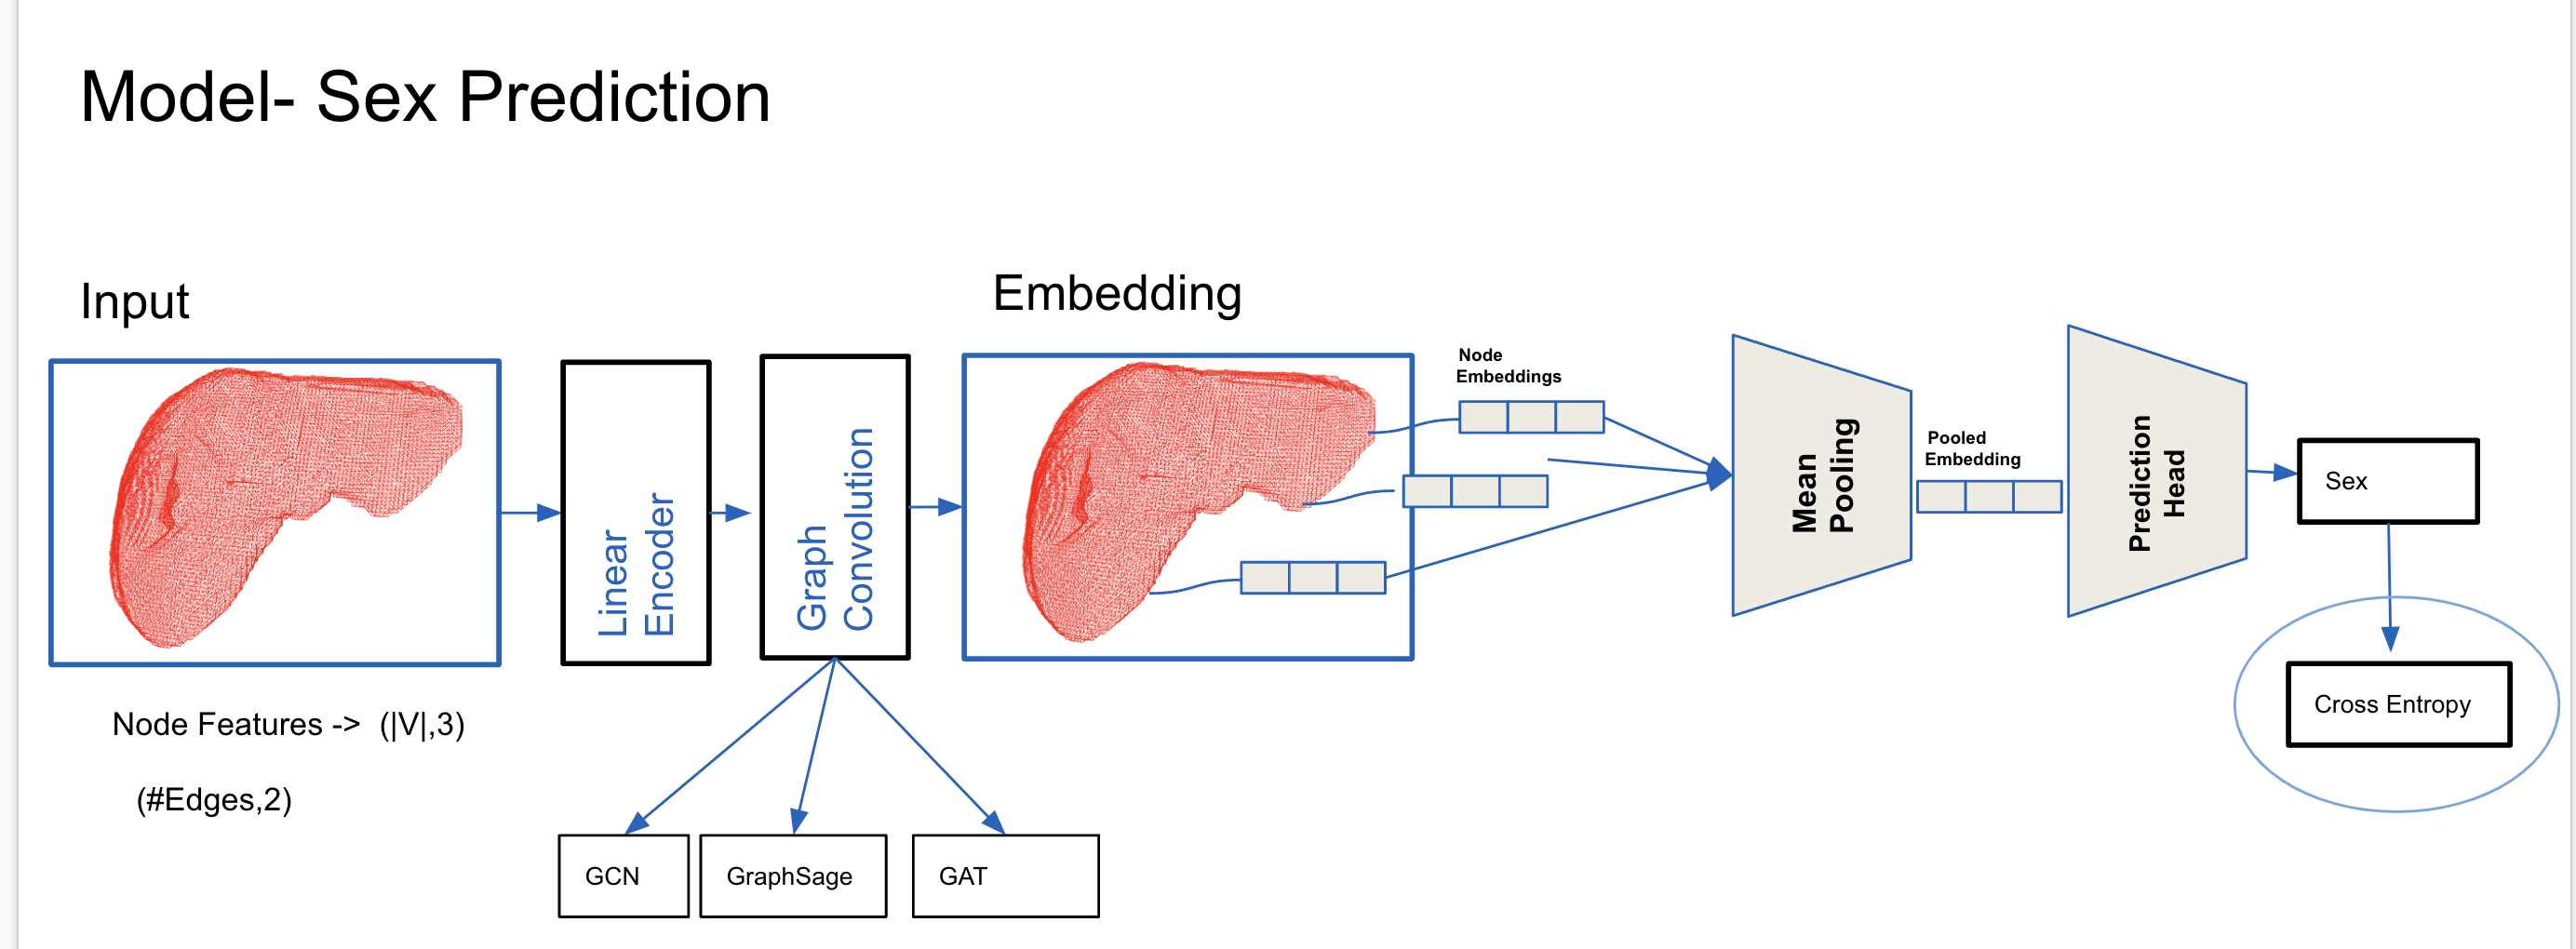 Model- Sex Prediction
Input
Embedding
Linear
Encoder
Graph
Convolution
Node
Embeddings
Mean
Pooling
Pooled
Embedding
Prediction
Head
Sex
Cross Entropy
Node Features -> (|V|,3)
(#Edges,2)
GCN
GraphSage
GAT